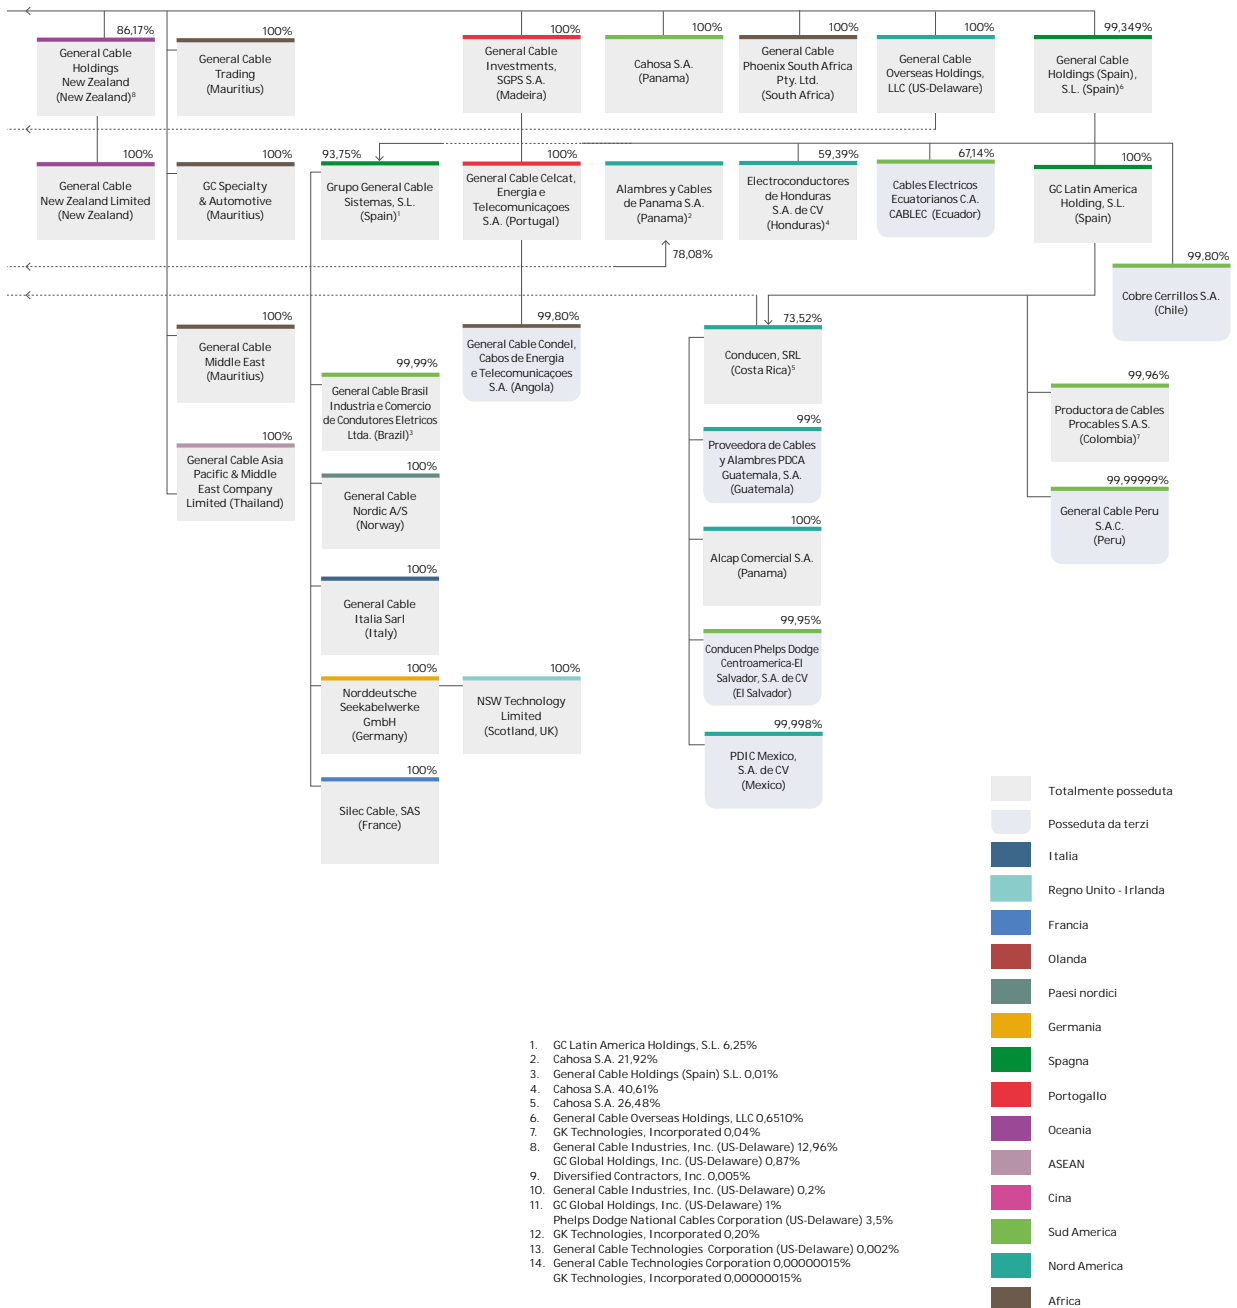 86,17%
General Cable
Holdings
New Zealand
(New Zealand)⁸
100%
General Cable
Trading
(Mauritius)
100%
General Cable
Investments,
SGPS S.A.
(Madeira)
100%
Cahosa S.A.
(Panama)
100%
General Cable
Phoenix South Africa
Pty. Ltd.
(South Africa)
100%
General Cable
Overseas Holdings,
LLC (US-Delaware)
99,349%
General Cable
Holdings (Spain),
S.L. (Spain)⁶
100%
General Cable
New Zealand Limited
(New Zealand)
100%
GC Specialty
& Automotive
(Mauritius)
93,75%
Grupo General Cable
Sistemas, S.L.
(Spain)¹
100%
General Cable Celcat,
Energia e
Telecomunicaçoes
S.A. (Portugal)
Alambres y Cables
de Panama S.A.
(Panama)²
78,08%
59,39%
Electroconductores
de Honduras
S.A. de CV
(Honduras)⁴
67,14%
Cables Electricos
Ecuatorianos C.A.
CABLEC (Ecuador)
100%
GC Latin America
Holding, S.L.
(Spain)
99,80%
Cobre Cerrillos S.A.
(Chile)
100%
General Cable
Middle East
(Mauritius)
99,99%
General Cable Brasil
Industria e Comercio
de Condutores Eletricos
Ltda. (Brazil)³
99,80%
General Cable Condel,
Cabos de Energia
e Telecomunicaçoes
S.A. (Angola)
73,52%
Conducen, SRL
(Costa Rica)⁵
99,96%
Productora de Cables
Procables S.A.S.
(Colombia)⁷
100%
General Cable Asia
Pacific & Middle
East Company
Limited (Thailand)
100%
General Cable
Nordic A/S
(Norway)
99%
Proveedora de Cables
y Alambres PDCA
Guatemala, S.A.
(Guatemala)
99,99999%
General Cable Peru
S.A.C.
(Peru)
100%
General Cable
Italia Sarl
(Italy)
100%
Alcap Comercial S.A.
(Panama)
100%
Norddeutsche
Seekabelwerke
GmbH
(Germany)
100%
NSW Technology
Limited
(Scotland, UK)
99,95%
Conducen Phelps Dodge
Centroamerica-El
Salvador, S.A. de CV
(El Salvador)
100%
Silec Cable, SAS
(France)
99,998%
PDIC Mexico,
S.A. de CV
(Mexico)
Totalmente posseduta
Posseduta da terzi
Italia
Regno Unito - Irlanda
Francia
Olanda
Paesi nordici
Germania
Spagna
Portogallo
Oceania
ASEAN
Cina
Sud America
Nord America
Africa
1. GC Latin America Holdings, S.L. 6,25%
2. Cahosa S.A. 21,92%
3. General Cable Holdings (Spain) S.L. 0,01%
4. Cahosa S.A. 40,61%
5. Cahosa S.A. 26,48%
6. General Cable Overseas Holdings, LLC 0,6510%
7. GK Technologies, Incorporated 0,04%
8. General Cable Industries, Inc. (US-Delaware) 12,96%
GC Global Holdings, Inc. (US-Delaware) 0,87%
9. Diversified Contractors, Inc. 0,005%
10. General Cable Industries, Inc. (US-Delaware) 0,2%
11. GC Global Holdings, Inc. (US-Delaware) 1%
Phelps Dodge National Cables Corporation (US-Delaware) 3,5%
12. GK Technologies, Incorporated 0,20%
13. General Cable Technologies Corporation (US-Delaware) 0,002%
14. General Cable Technologies Corporation 0,00000015%
GK Technologies, Incorporated 0,00000015%